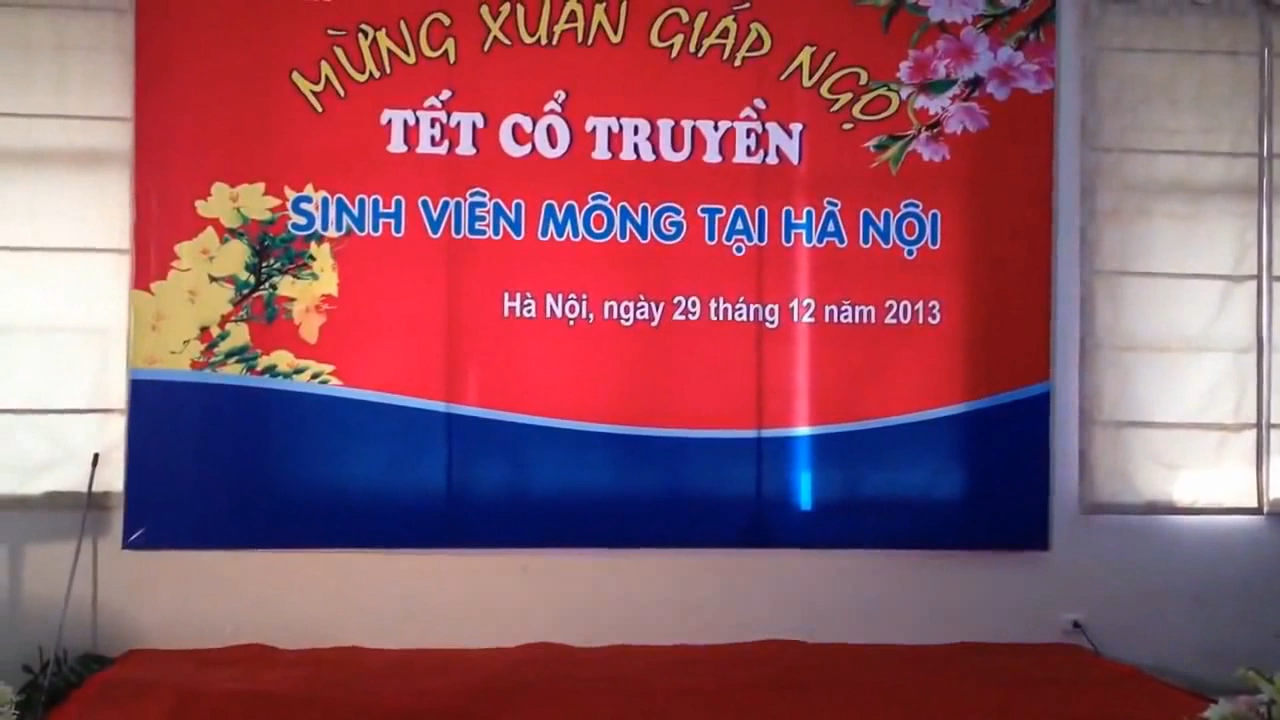 MỪNG XUÂN GIÁP NGỌ
TẾT CỔ TRUYỀN
SINH VIÊN MÔNG TẠI HÀ NỘI
Hà Nội, ngày 29 tháng 12 năm 2013